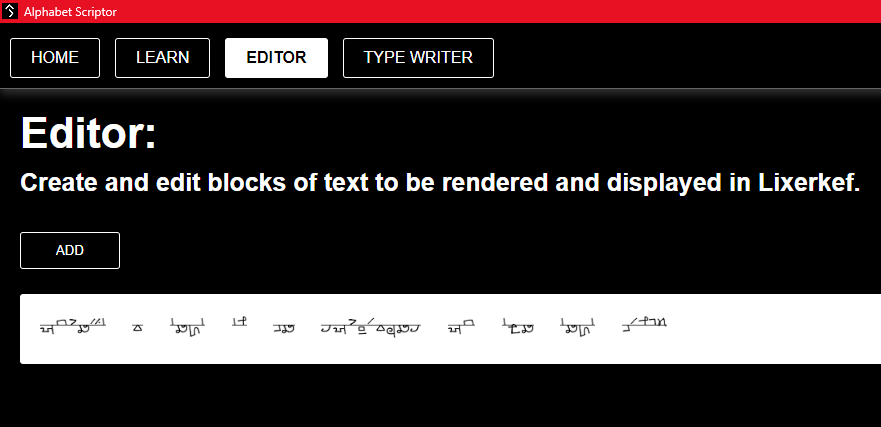 Alphabet Scriptor
HOME LEARN EDITOR TYPE WRITER
Editor:
Create and edit blocks of text to be rendered and displayed in Lixerkef.
ADD